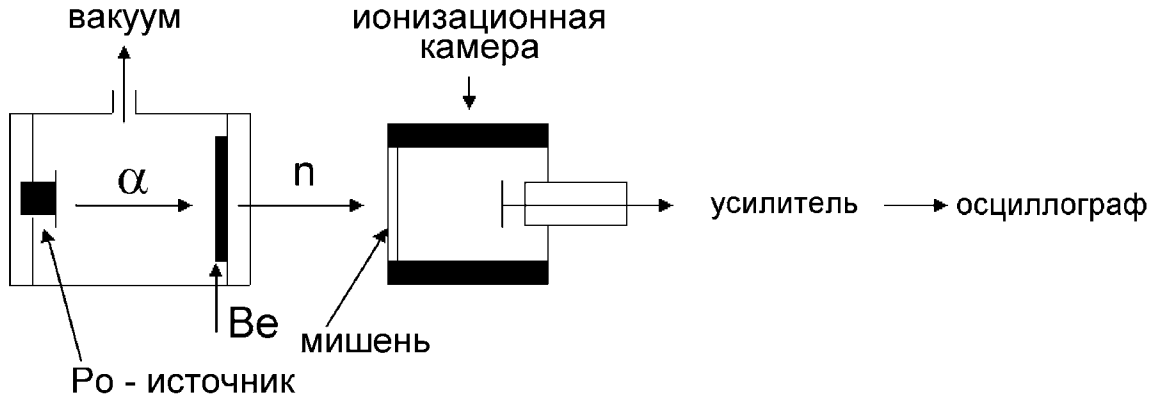 вакуум
ионизационная
камера
α
n
усилитель
осциллограф
Be
мишень
Po - источник